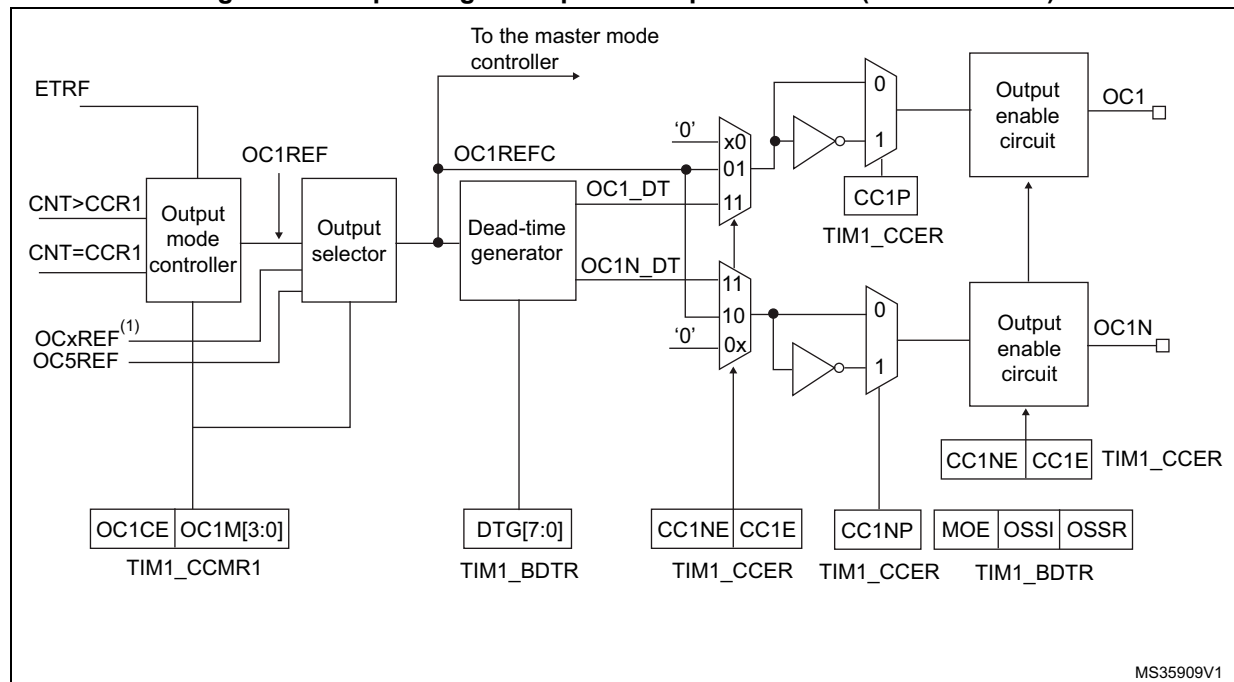 To the master mode
controller
ETRF
OC1REF
CNT>CCR1
CNT=CCR1
Output
mode
controller
Output
selector
OCxREF(1)
OC5REF
OC1REFC
Dead-time
generator
OC1_DT
OC1N_DT
'0'
x0
01
11
11
10
'0'
0x
0
1
CC1P
TIM1_CCER
0
1
Output
enable
circuit
OC1
Output
enable
circuit
OC1N
CC1NE CC1E TIM1_CCER
OC1CE OC1M[3:0]
TIM1_CCMR1
DTG[7:0]
TIM1_BDTR
CC1NE CC1E
TIM1_CCER
CC1NP
TIM1_CCER
MOE OSSI OSSR
TIM1_BDTR
MS35909V1